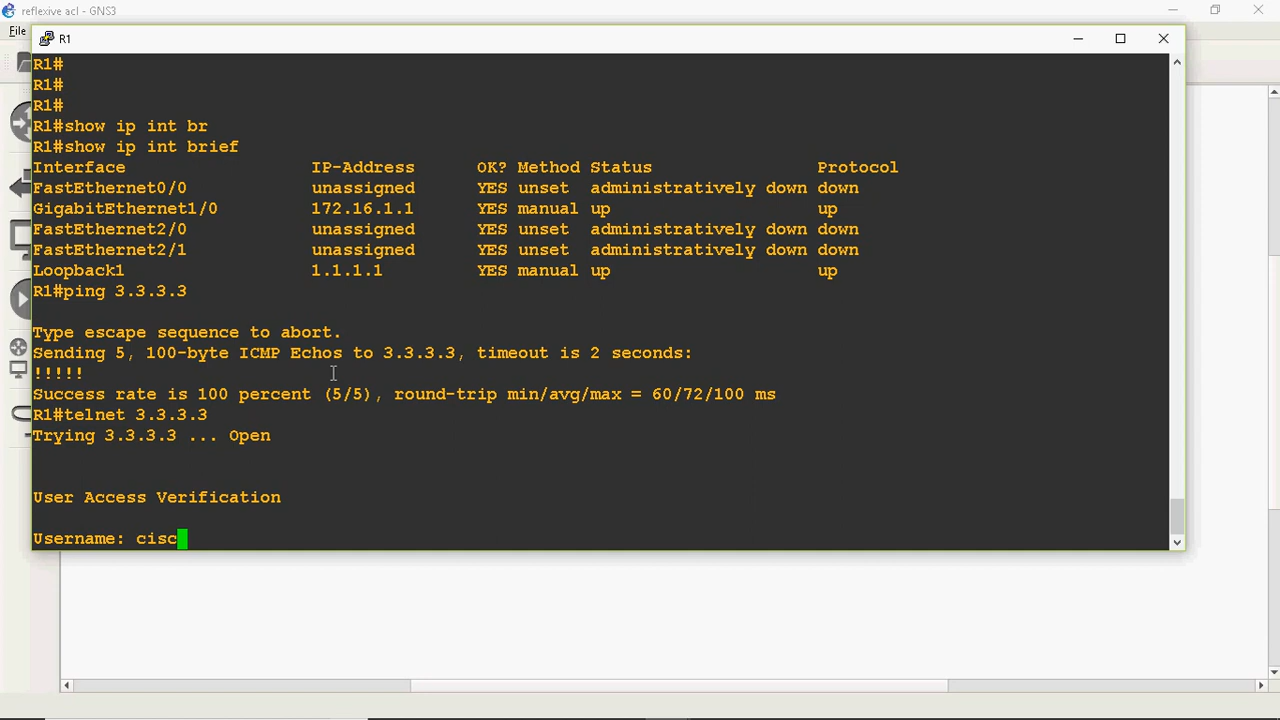 reflexive acl - GNS3
File
R1
R1#
R1#
R1#
R1#show ip int br
R1#show ip int brief
Interface IP-Address OK? Method Status Protocol
FastEthernet0/0 unassigned YES unset administratively down down
GigabitEthernet1/0 172.16.1.1 YES manual up up
FastEthernet2/0 unassigned YES unset administratively down down
FastEthernet2/1 unassigned YES unset administratively down down
Loopback1 1.1.1.1 YES manual up up
R1#ping 3.3.3.3
Type escape sequence to abort.
Sending 5, 100-byte ICMP Echos to 3.3.3.3, timeout is 2 seconds:
!!!!!
Success rate is 100 percent (5/5), round-trip min/avg/max = 60/72/100 ms
R1#telnet 3.3.3.3
Trying 3.3.3.3 ... Open
User Access Verification
Username: cisc